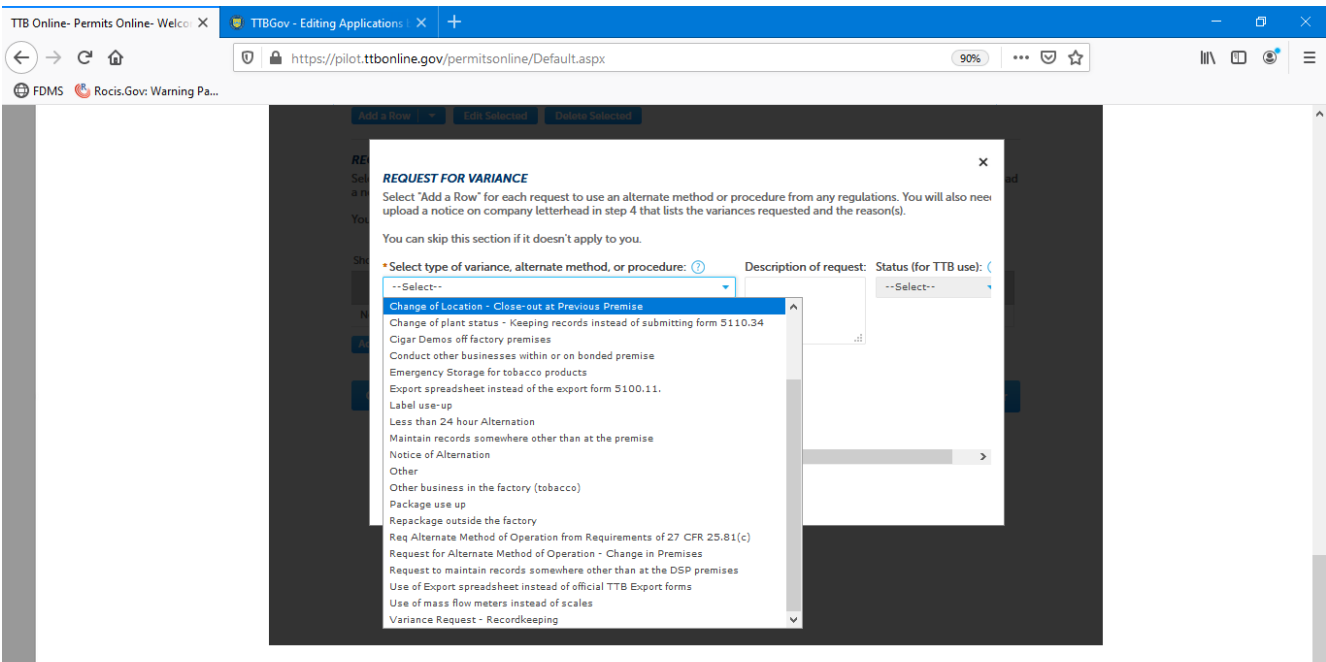 TTB Online- Permits Online- Welco
TTBGov - Editing Applications
https://pilot.ttbonline.gov/permitsonline/Default.aspx
90%
FDMS
Rocis.Gov: Warning Pa...
Add a Row
Edit Selected
Delete Selected
REQUEST FOR VARIANCE
Select "Add a Row" for each request to use an alternate method or procedure from any regulations. You will also nee
upload a notice on company letterhead in step 4 that lists the variances requested and the reason(s).
You can skip this section if it doesn't apply to you.
*Select type of variance, alternate method, or procedure: ?
Description of request:
Status (for TTB use):
--Select--
--Select--
Change of Location - Close-out at Previous Premise
Change of plant status - Keeping records instead of submitting form 5110.34
Cigar Demos off factory premises
Conduct other businesses within or on bonded premise
Emergency Storage for tobacco products
Export spreadsheet instead of the export form 5100.11.
Label use-up
Less than 24 hour Alternation
Maintain records somewhere other than at the premise
Notice of Alternation
Other
Other business in the factory (tobacco)
Package use up
Repackage outside the factory
Req Alternate Method of Operation from Requirements of 27 CFR 25.81(c)
Request for Alternate Method of Operation - Change in Premises
Request to maintain records somewhere other than at the DSP premises
Use of Export spreadsheet instead of official TTB Export forms
Use of mass flow meters instead of scales
Variance Request - Recordkeeping